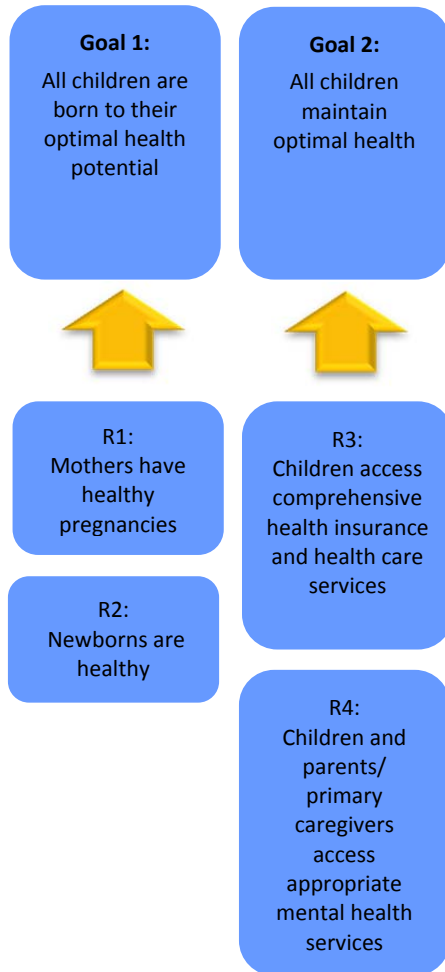 Goal 1:
All children are
born to their
optimal health
potential
Goal 2:
All children
maintain
optimal health
R1:
Mothers have
healthy
pregnancies
R2:
Newborns are
healthy
R3:
Children access
comprehensive
health insurance
and health care
services
R4:
Children and
parents/
primary
caregivers
access
appropriate
mental health
services